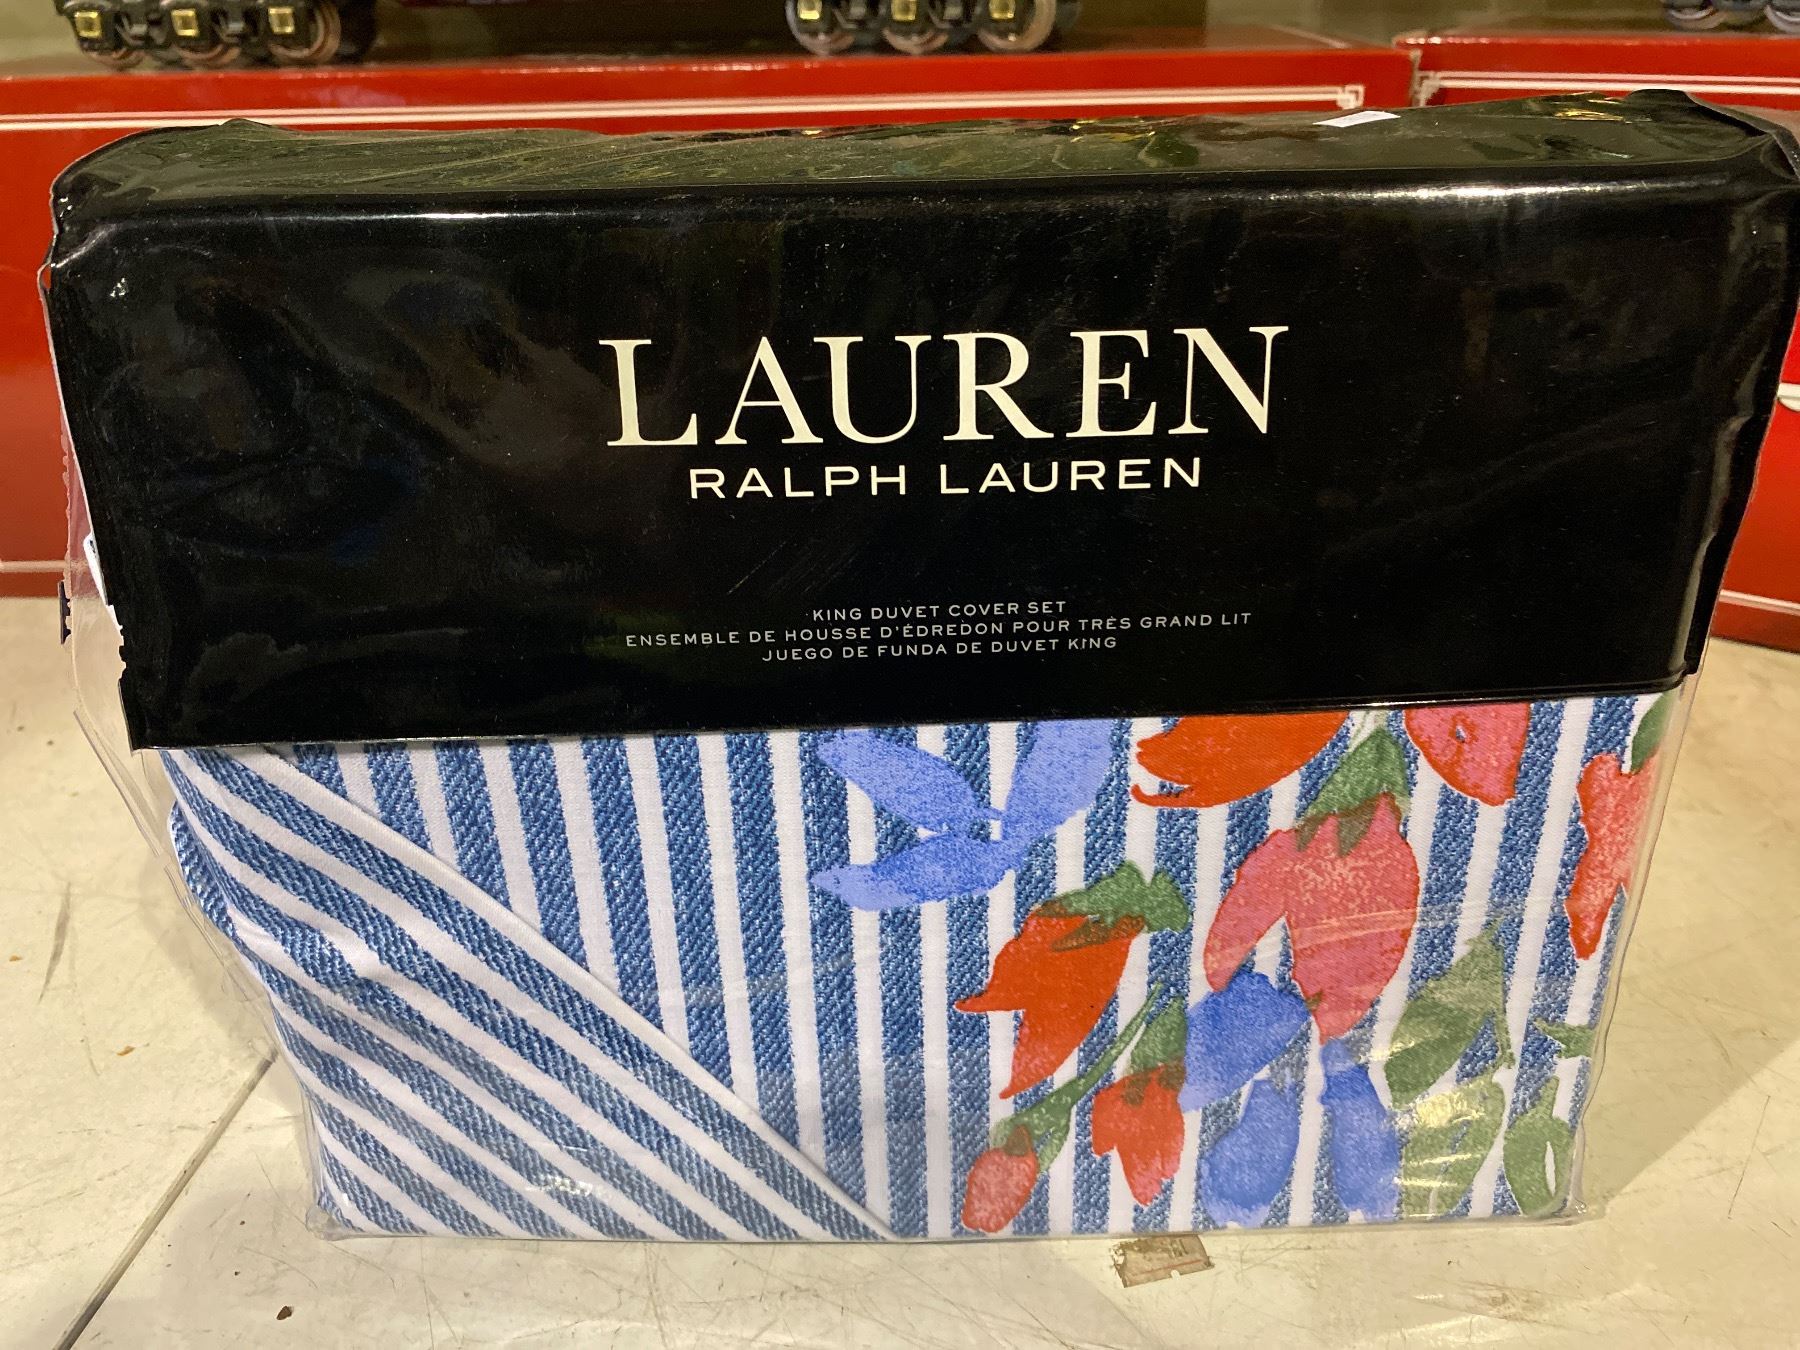 LAUREN
RALPH LAUREN
KING DUVET COVER SET
ENSEMBLE DE HOUSSE D'ÉDREDON POUR TRÈS GRAND LIT
JUEGO DE FUNDA DE DUVET KING